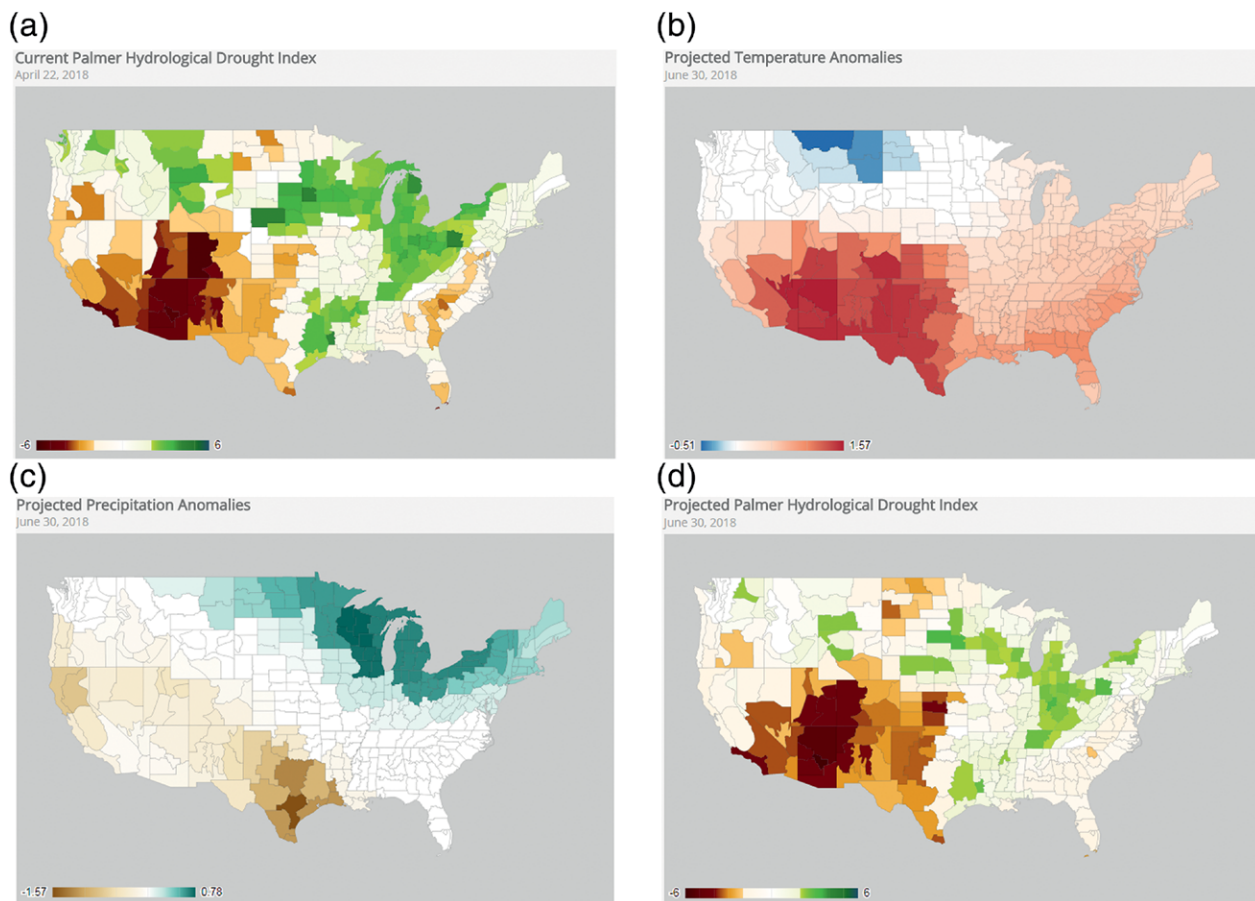 (a)
Current Palmer Hydrological Drought Index
April 22, 2018
-6 6
(b)
Projected Temperature Anomalies
June 30, 2018
-0.51 1.57
(c)
Projected Precipitation Anomalies
June 30, 2018
-1.57 0.78
(d)
Projected Palmer Hydrological Drought Index
June 30, 2018
-6 6